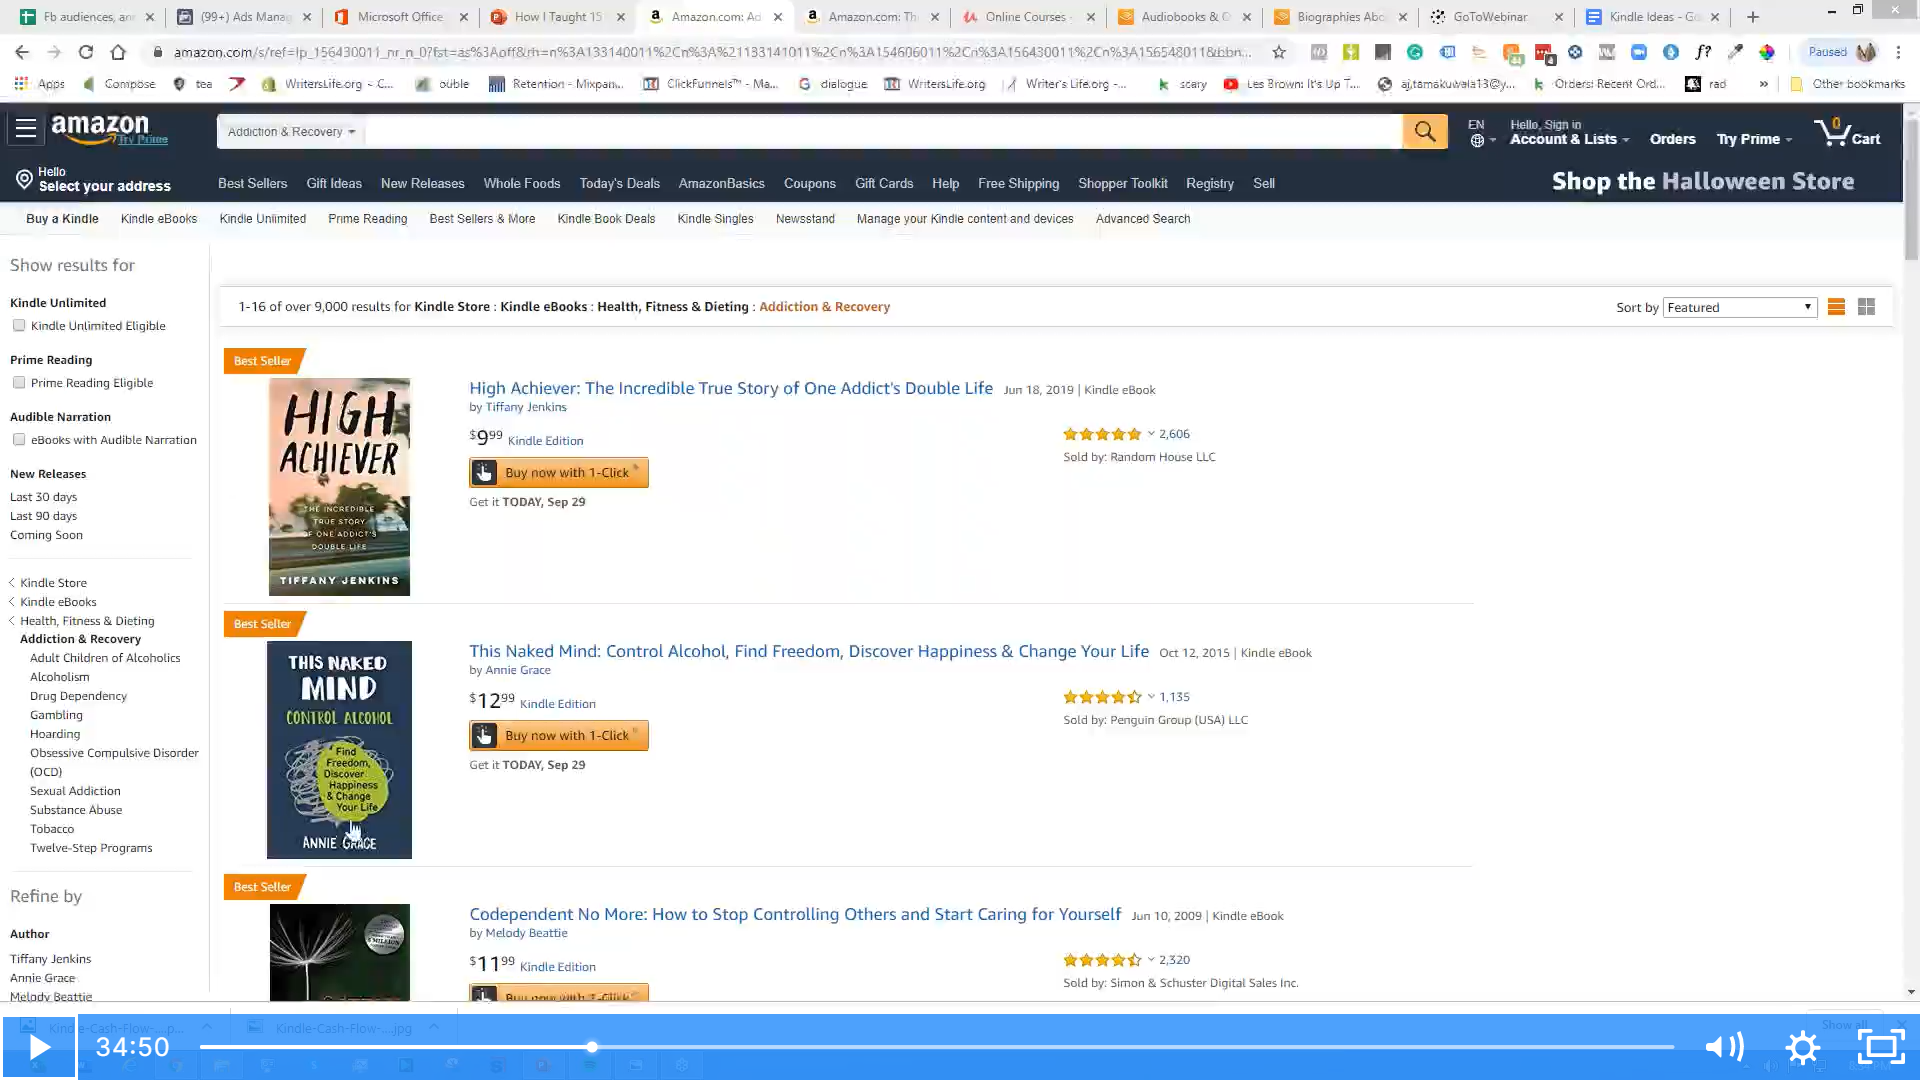 Fb audiences, ann
(99+) Ads Manag
Microsoft Office
How I Taught 15
Amazon.com: Ad
Amazon.com: Th
Online Courses -
Audiobooks & C
Biographies Abo
GoToWebinar
Kindle Ideas - Go
amazon.com/s/ref=lp_156430011_nr_n_0?fst=as%3Aoff&rh=n%3A133140011%2Cn%3A%21133141011%2Cn%3A154606011%2Cn%3A156430011%2Cn%3A156548011&bbn...
Paused
Apps
Compose
tea
WritersLife.org ~ C...
ouble
Retention - Mixpan...
ClickFunnels™ - Ma...
dialogue
WritersLife.org
Writer's Life.org -...
scary
Les Brown: It's Up T...
aj.tamakuwala13@y...
Orders: Recent Ord...
rad
Other bookmarks
amazon
Try Prime
Addiction & Recovery
EN
Hello, Sign in
Account & Lists
Orders
Try Prime
0
Cart
Hello
Select your address
Best Sellers
Gift Ideas
New Releases
Whole Foods
Today's Deals
AmazonBasics
Coupons
Gift Cards
Help
Free Shipping
Shopper Toolkit
Registry
Sell
Shop the Halloween Store
Buy a Kindle
Kindle eBooks
Kindle Unlimited
Prime Reading
Best Sellers & More
Kindle Book Deals
Kindle Singles
Newsstand
Manage your Kindle content and devices
Advanced Search
Show results for
Kindle Unlimited
Kindle Unlimited Eligible
Prime Reading
Prime Reading Eligible
Audible Narration
eBooks with Audible Narration
New Releases
Last 30 days
Last 90 days
Coming Soon
Kindle Store
Kindle eBooks
Health, Fitness & Dieting
Addiction & Recovery
Adult Children of Alcoholics
Alcoholism
Drug Dependency
Gambling
Hoarding
Obsessive Compulsive Disorder
(OCD)
Sexual Addiction
Substance Abuse
Tobacco
Twelve-Step Programs
Refine by
Author
Tiffany Jenkins
Annie Grace
Melody Beattie
1-16 of over 9,000 results for Kindle Store : Kindle eBooks : Health, Fitness & Dieting : Addiction & Recovery
Sort by Featured
Best Seller
HIGH
ACHIEVER
THE INCREDIBLE
TRUE STORY
OF ONE ADDICT'S
DOUBLE LIFE
TIFFANY JENKINS
High Achiever: The Incredible True Story of One Addict's Double Life Jun 18, 2019 | Kindle eBook
by Tiffany Jenkins
$9.99 Kindle Edition
Buy now with 1-Click
Get it TODAY, Sep 29
2,606
Sold by: Random House LLC
Best Seller
THIS NAKED
MIND
CONTROL ALCOHOL
Find
Freedom,
Discover
Happiness
& Change
Your Life
ANNIE GRACE
This Naked Mind: Control Alcohol, Find Freedom, Discover Happiness & Change Your Life Oct 12, 2015 | Kindle eBook
by Annie Grace
$12.99 Kindle Edition
Buy now with 1-Click
Get it TODAY, Sep 29
1,135
Sold by: Penguin Group (USA) LLC
Best Seller
Codependent No More: How to Stop Controlling Others and Start Caring for Yourself Jun 10, 2009 | Kindle eBook
by Melody Beattie
$11.99 Kindle Edition
Buy now with 1-Click
2,320
Sold by: Simon & Schuster Digital Sales Inc.
Kindle-Cash-Flow-....p...
Kindle-Cash-Flow-....jpg
Show all
34:50